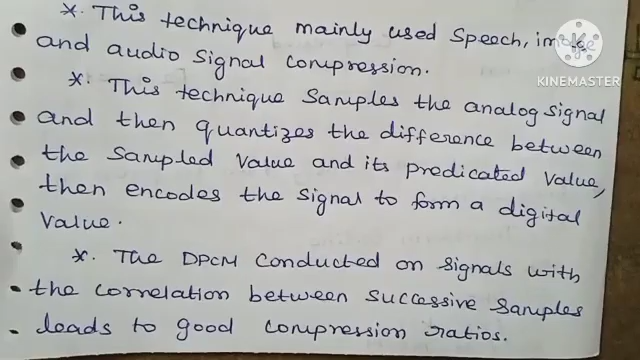 *. This technique mainly used Speech, image
and audio Signal compression.
KINEMASTER
*. This technique Samples the analog Signal
and then quantizes the difference between
the Sampled Value and its predicated Value,
then encodes the Signal to form a digital
Value.
*. The DPCM Conducted on signals with
the correlation between Successive Samples
leads to good Compression ratios.